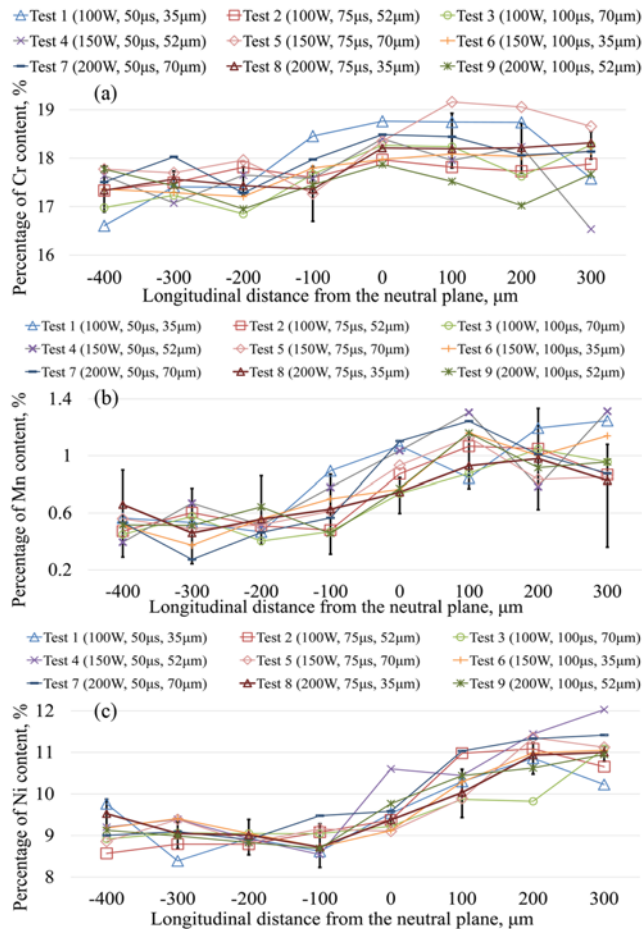 Test 1 (100W, 50µs, 35µm) Test 2 (100W, 75µs, 52µm) Test 3 (100W, 100µs, 70µm)
Test 4 (150W, 50µs, 52µm) Test 5 (150W, 75µs, 70µm) Test 6 (150W, 100µs, 35µm)
Test 7 (200W, 50µs, 70µm) Test 8 (200W, 75µs, 35µm) Test 9 (200W, 100µs, 52µm)
(a)
Percentage of Cr content, %
19
18
17
16
-400 -300 -200 -100 0 100 200 300
Longitudinal distance from the neutral plane, µm
Test 1 (100W, 50µs, 35µm) Test 2 (100W, 75µs, 52µm) Test 3 (100W, 100µs, 70µm)
Test 4 (150W, 50µs, 52µm) Test 5 (150W, 75µs, 70µm) Test 6 (150W, 100µs, 35µm)
Test 7 (200W, 50µs, 70µm) Test 8 (200W, 75µs, 35µm) Test 9 (200W, 100µs, 52µm)
(b)
Percentage of Mn content, %
1.4
1
0.6
0.2
-400 -300 -200 -100 0 100 200 300
Longitudinal distance from the neutral plane, µm
Test 1 (100W, 50µs, 35µm) Test 2 (100W, 75µs, 52µm) Test 3 (100W, 100µs, 70µm)
Test 4 (150W, 50µs, 52µm) Test 5 (150W, 75µs, 70µm) Test 6 (150W, 100µs, 35µm)
Test 7 (200W, 50µs, 70µm) Test 8 (200W, 75µs, 35µm) Test 9 (200W, 100µs, 52µm)
(c)
Percentage of Ni content, %
12
11
10
9
8
-400 -300 -200 -100 0 100 200 300
Longitudinal distance from the neutral plane, µm